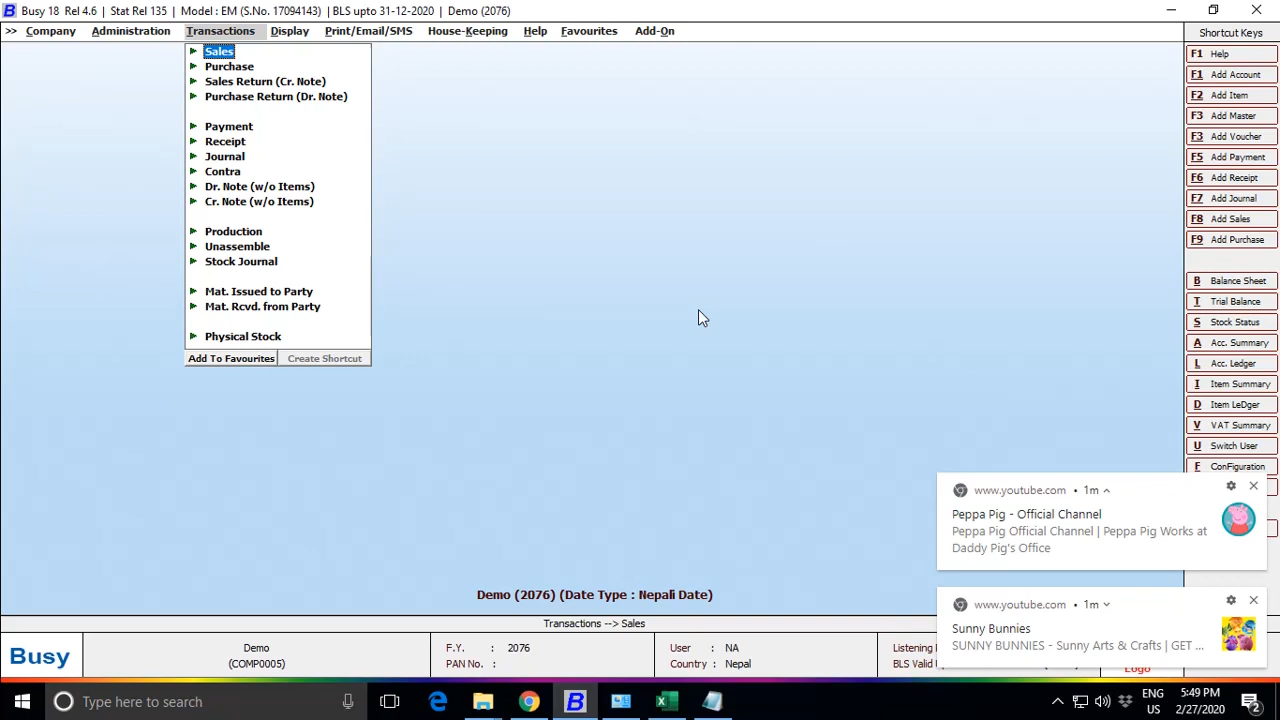 Busy 18 Rel 4.6 | Stat Rel 135 | Model : EM (S.No. 17094143) | BLS upto 31-12-2020 | Demo (2076)
>> Company Administration Transactions Display Print/Email/SMS House-Keeping Help Favourites Add-On
Shortcut Keys
Sales
Purchase
Sales Return (Cr. Note)
Purchase Return (Dr. Note)
Payment
Receipt
Journal
Contra
Dr. Note (w/o Items)
Cr. Note (w/o Items)
Production
Unassemble
Stock Journal
Mat. Issued to Party
Mat. Rcvd. from Party
Physical Stock
Add To Favourites Create Shortcut
F1 Help
F1 Add Account
F2 Add Item
F3 Add Master
F3 Add Voucher
F5 Add Payment
F6 Add Receipt
F7 Add Journal
F8 Add Sales
F9 Add Purchase
B Balance Sheet
T Trial Balance
S Stock Status
A Acc. Summary
L Acc. Ledger
I Item Summary
D Item LeDger
V VAT Summary
U Switch User
F ConFiguration
www.youtube.com • 1m
Peppa Pig - Official Channel
Peppa Pig Official Channel | Peppa Pig Works at
Daddy Pig's Office
www.youtube.com • 1m
Sunny Bunnies
SUNNY BUNNIES - Sunny Arts & Crafts | GET ...
Demo (2076) (Date Type : Nepali Date)
Transactions --> Sales
Busy
Demo
(COMP0005)
F.Y. : 2076
PAN No. :
User : NA
Country : Nepal
Listening
BLS Valid
Logo
Type here to search
ENG
US
5:49 PM
2/27/2020
2